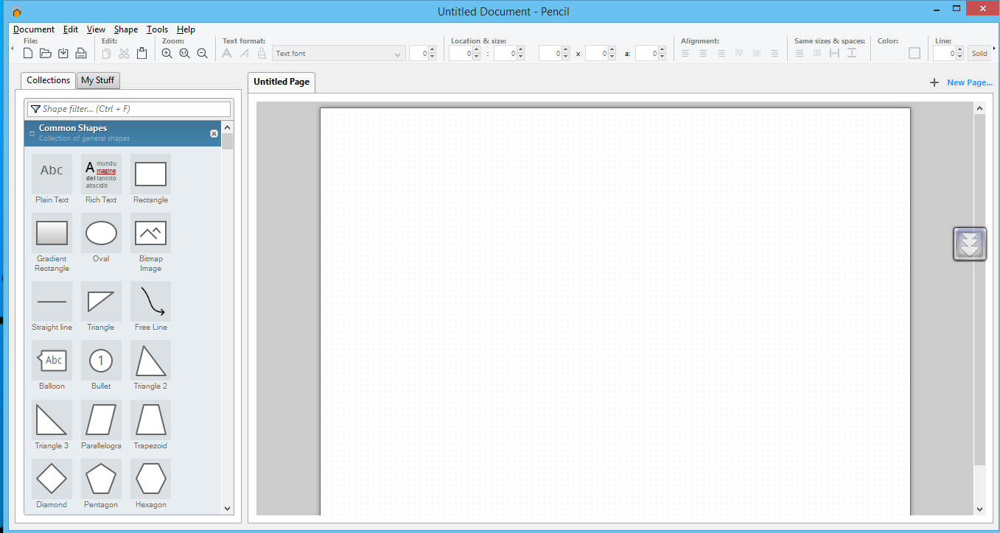 Untitled Document - Pencil
Document Edit View Shape Tools Help
File: Edit: Zoom: Text format: Location & size: Alignment: Same sizes & spaces: Color: Line:
1:1 A A Text font 0 0 : 0 0 x 0 a: 0 0 Solid
Collections My Stuff Untitled Page + New Page...
Shape filter... (Ctrl + F)
Common Shapes
Collection of general shapes
Abc
A mundu
magine
del tannito
abscidit
Plain Text Rich Text Rectangle
Gradient Rectangle Oval Bitmap Image
Straight line Triangle Free Line
Abc 1
Balloon Bullet Triangle 2
Triangle 3 Parallelogra Trapezoid
Diamond Pentagon Hexagon